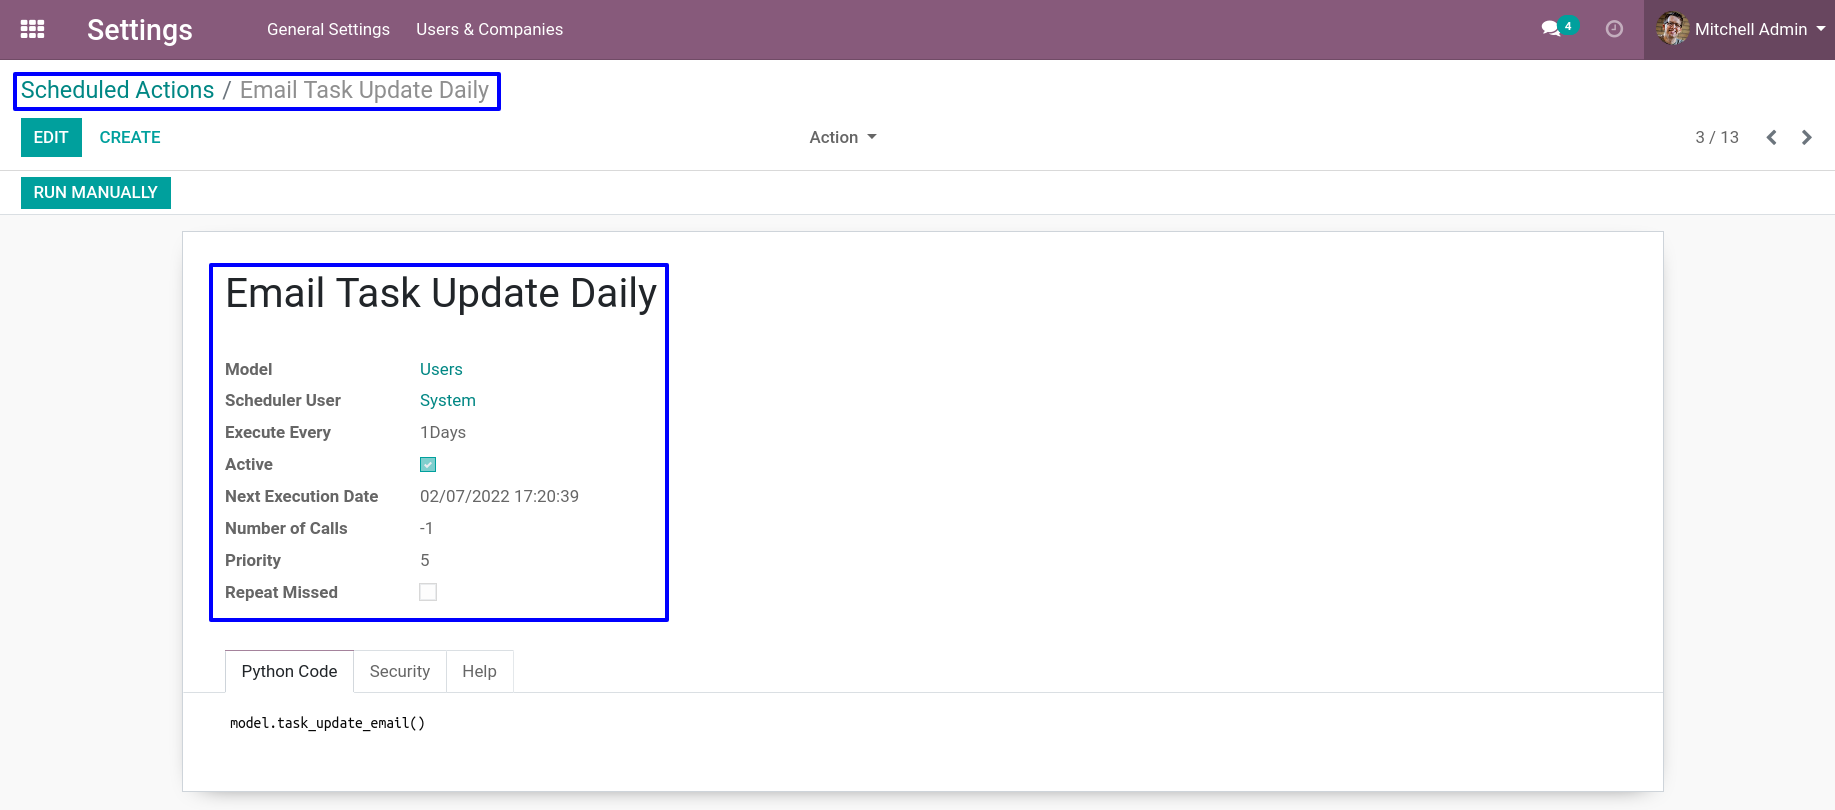 Settings General Settings Users & Companies 4 Mitchell Admin
Scheduled Actions / Email Task Update Daily
EDIT CREATE Action 3 / 13
RUN MANUALLY
Email Task Update Daily
Model Users
Scheduler User System
Execute Every 1Days
Active
Next Execution Date 02/07/2022 17:20:39
Number of Calls -1
Priority 5
Repeat Missed
Python Code Security Help
model.task_update_email()